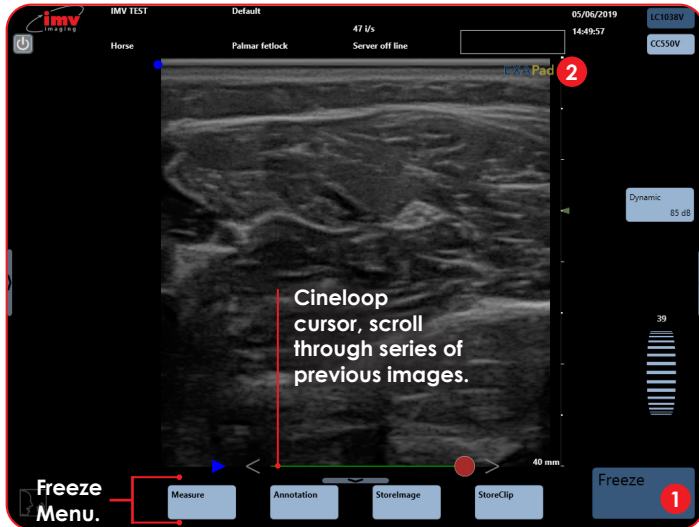 imv
imaging
IMV TEST
Default
05/06/2019
LC1038V
47 i/s
14:49:57
Horse
Palmar fetlock
Server off line
CC550V
ExaPad
2
Dynamic
85 dB
Cineloop
cursor, scroll
through series of
previous images.
39
40 mm
Freeze
Menu.
Measure
Annotation
StoreImage
StoreClip
Freeze
1